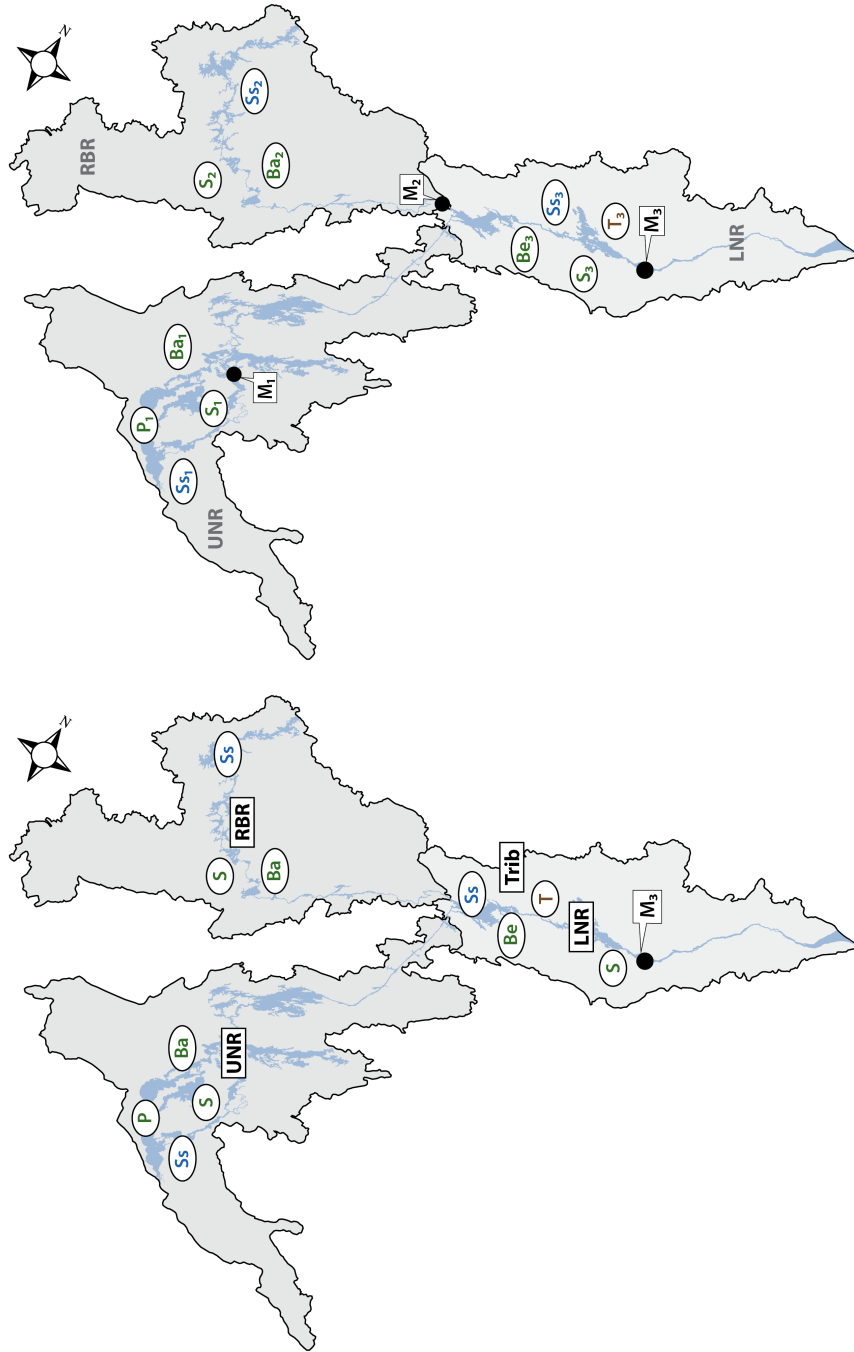 N
RBR
Ss₂
S₂
Ba₂
M₂
Ss₃
Be₃
T₃
S₃
M₃
LNR
Ba₁
P₁
S₁
M₁
Ss₁
UNR
N
Ss
RBR
S
Ba
Trib
Ss
Be
T
LNR
S
M₃
Ba
UNR
P
S
Ss